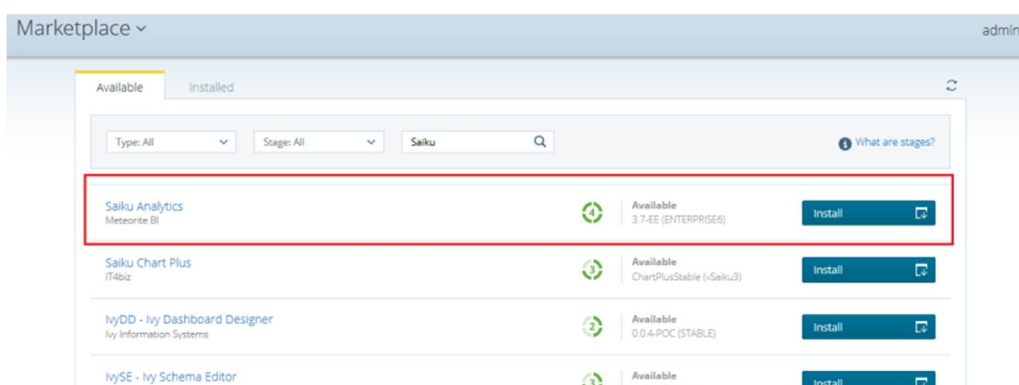 Marketplace
admin
Available Installed
Type: All Stage: All Saiku What are stages?
Saiku Analytics
Meteorite BI
4
Available
3.7-EE (ENTERPRISE6)
Install
Saiku Chart Plus
IT4biz
3
Available
ChartPlusStable (vSaiku3)
Install
IvyDD - Ivy Dashboard Designer
Ivy Information Systems
2
Available
0.0.4-POC (STABLE)
Install
IvySE - Ivy Schema Editor
3
Available
Install